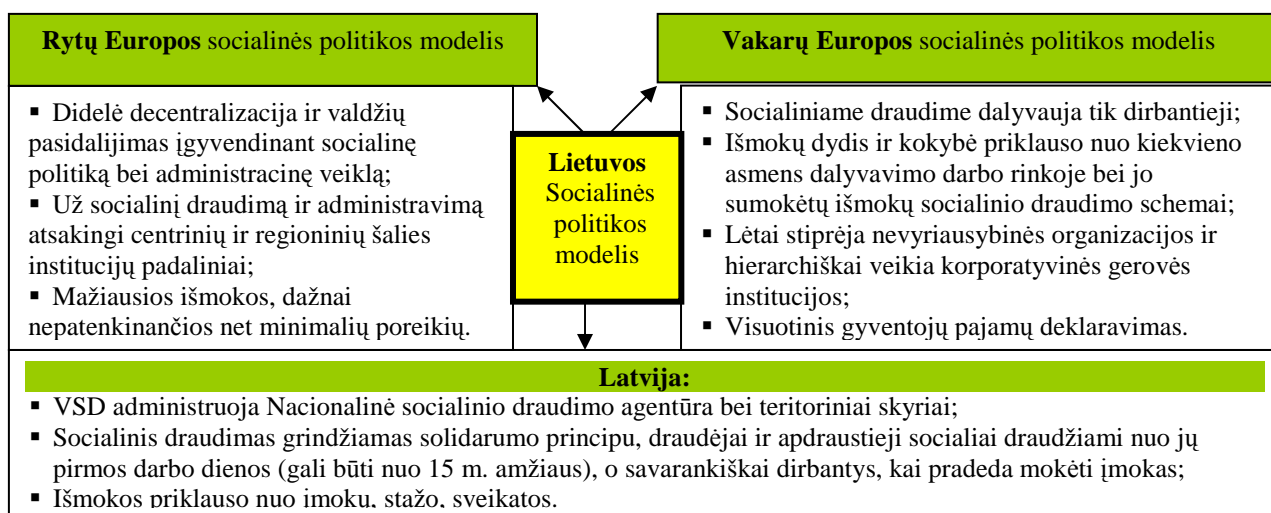 Rytų Europos socialinės politikos modelis
▪ Didelė decentralizacija ir valdžių
pasidalijimas įgyvendinant socialinę
politiką bei administracinę veiklą;
▪ Už socialinį draudimą ir administravimą
atsakingi centrinių ir regioninių šalies
institucijų padaliniai;
▪ Mažiausios išmokos, dažnai
nepatenkinančios net minimalių poreikių.
Lietuvos
Socialinės
politikos
modelis
Vakarų Europos socialinės politikos modelis
▪ Socialiniame draudime dalyvauja tik dirbantieji;
▪ Išmokų dydis ir kokybė priklauso nuo kiekvieno
asmens dalyvavimo darbo rinkoje bei jo
sumokėtų išmokų socialinio draudimo schemai;
▪ Lėtai stiprėja nevyriausybinės organizacijos ir
hierarchiškai veikia korporatyvinės gerovės
institucijos;
▪ Visuotinis gyventojų pajamų deklaravimas.
Latvija:
▪ VSD administruoja Nacionalinė socialinio draudimo agentūra bei teritoriniai skyriai;
▪ Socialinis draudimas grindžiamas solidarumo principu, draudėjai ir apdraustieji socialiai draudžiami nuo jų
pirmos darbo dienos (gali būti nuo 15 m. amžiaus), o savarankiškai dirbantys, kai pradeda mokėti įmokas;
▪ Išmokos priklauso nuo įmokų, stažo, sveikatos.